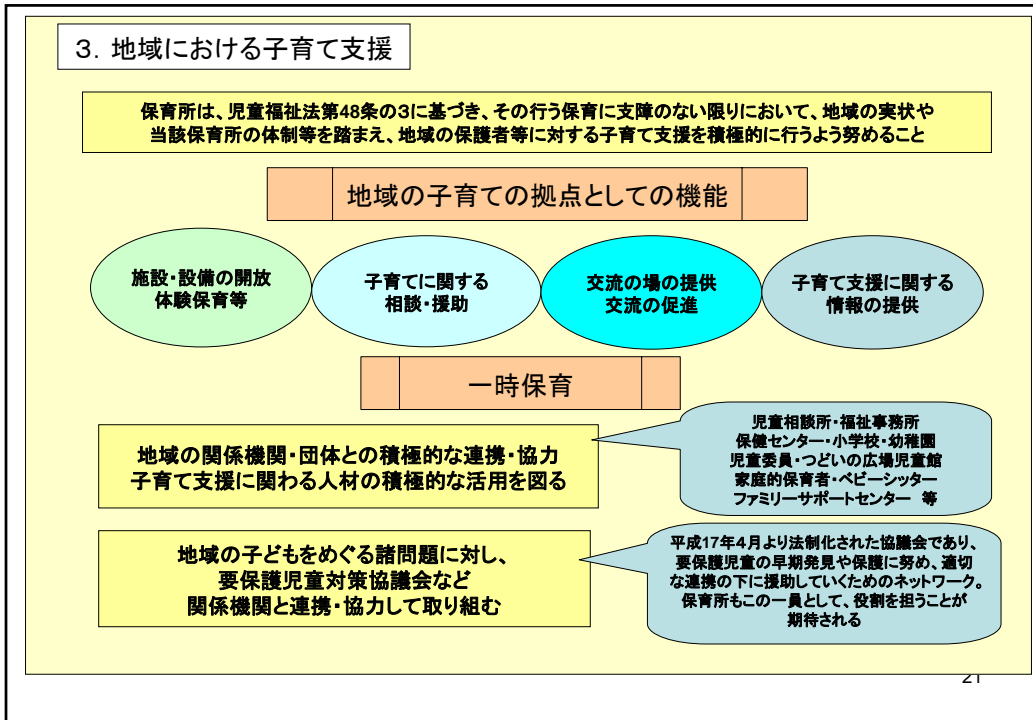 3．地域における子育て支援
保育所は、児童福祉法第48条の3に基づき、その行う保育に支障のない限りにおいて、地域の実状や
当該保育所の体制等を踏まえ、地域の保護者等に対する子育て支援を積極的に行うよう努めること
地域の子育ての拠点としての機能
施設・設備の開放
体験保育等
子育てに関する
相談・援助
交流の場の提供
交流の促進
子育て支援に関する
情報の提供
一時保育
地域の関係機関・団体との積極的な連携・協力
子育て支援に関わる人材の積極的な活用を図る
児童相談所・福祉事務所
保健センター・小学校・幼稚園
児童委員・つどいの広場児童館
家庭的保育者・ベビーシッター
ファミリーサポートセンター 等
地域の子どもをめぐる諸問題に対し、
要保護児童対策協議会など
関係機関と連携・協力して取り組む
平成17年4月より法制化された協議会であり、
要保護児童の早期発見や保護に努め、適切
な連携の下に援助していくためのネットワーク。
保育所もこの一員として、役割を担うことが
期待される
21